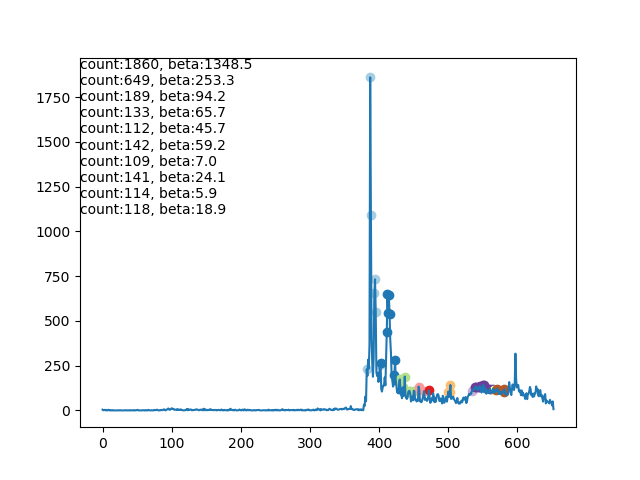 count:1860, beta:1348.5
count:649, beta:253.3
count:189, beta:94.2
count:133, beta:65.7
count:112, beta:45.7
count:142, beta:59.2
count:109, beta:7.0
count:141, beta:24.1
count:114, beta:5.9
count:118, beta:18.9
1750
1500
1250
1000
750
500
250
0
0 100 200 300 400 500 600